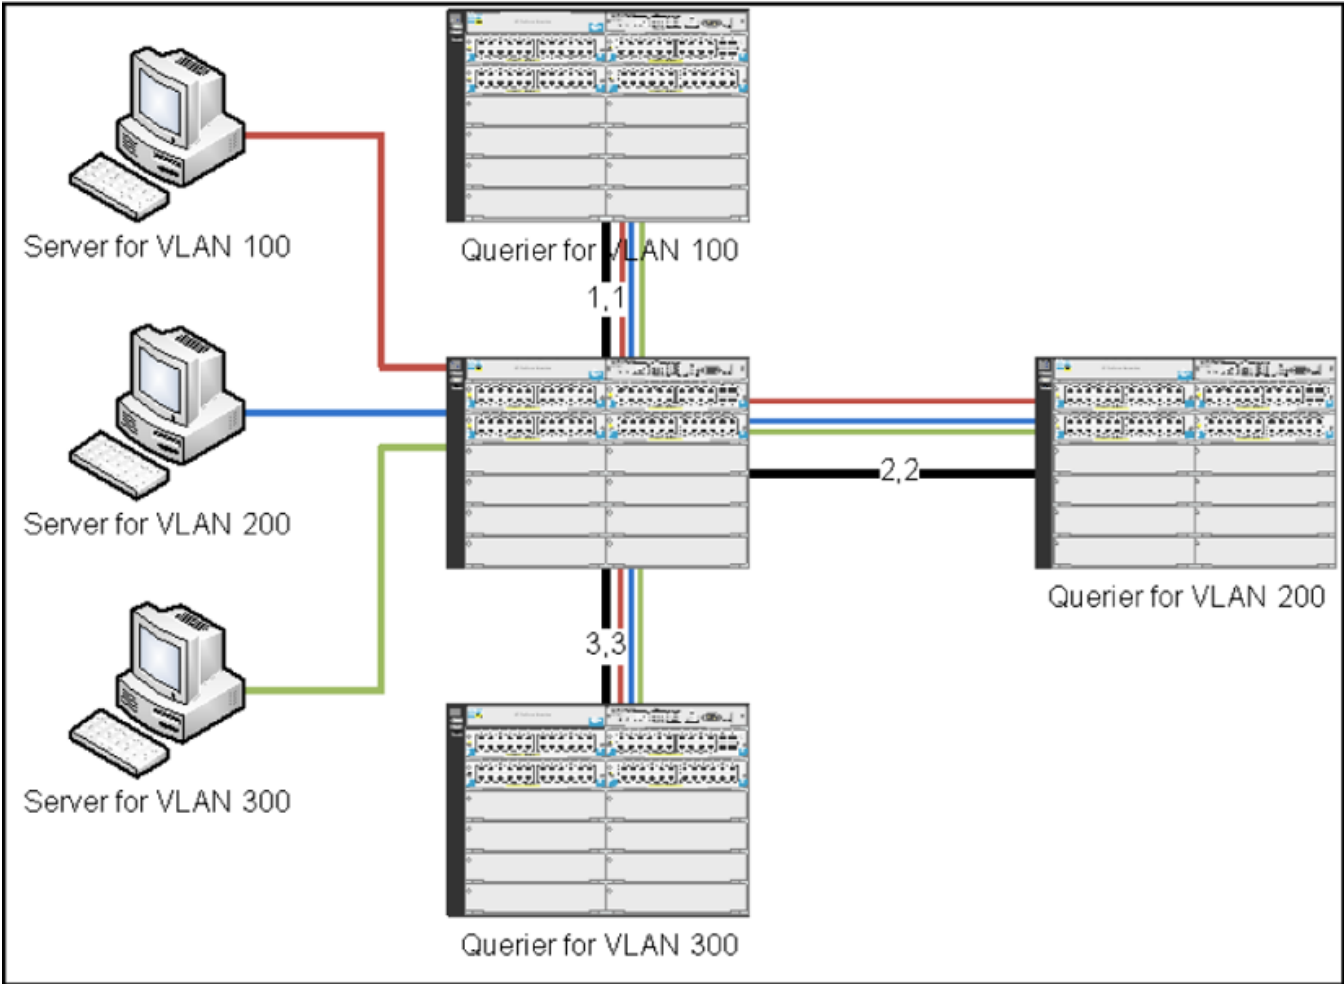 Server for VLAN 100
Querier for VLAN 100
1,1
Server for VLAN 200
2,2
Querier for VLAN 200
3,3
Server for VLAN 300
Querier for VLAN 300